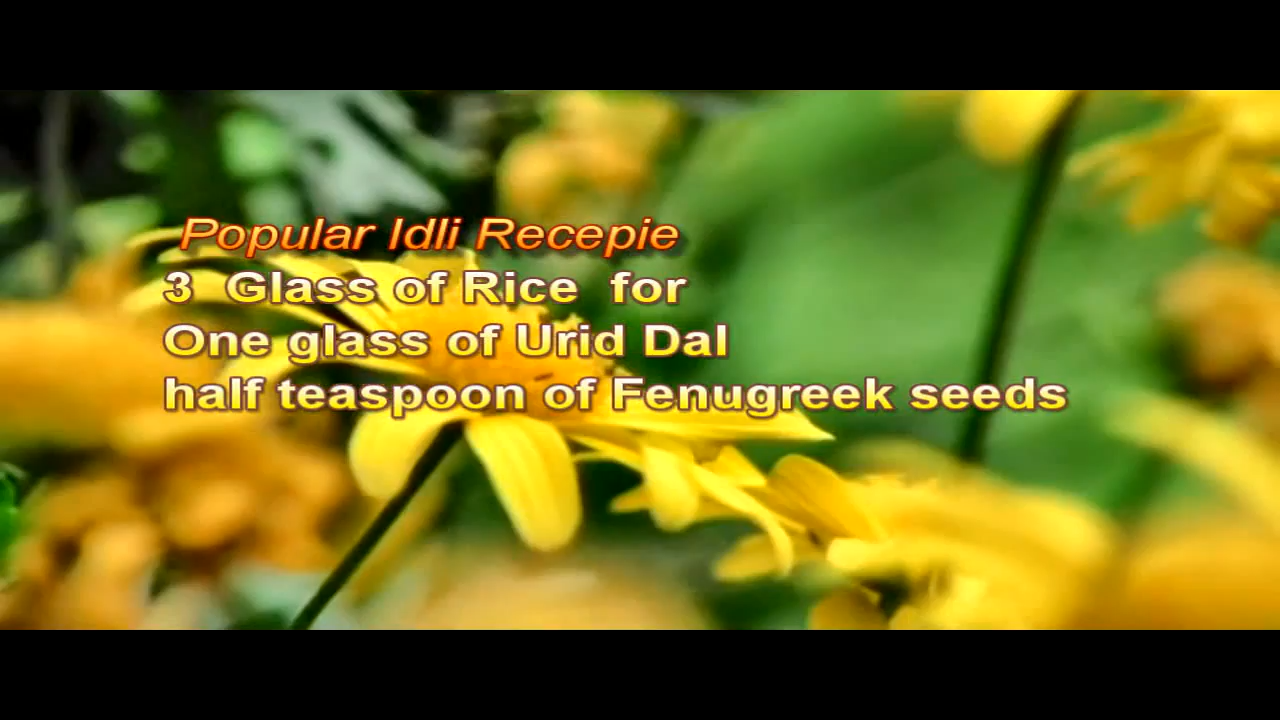 Popular Idli Recepie
3 Glass of Rice for
One glass of Urid Dal
half teaspoon of Fenugreek seeds